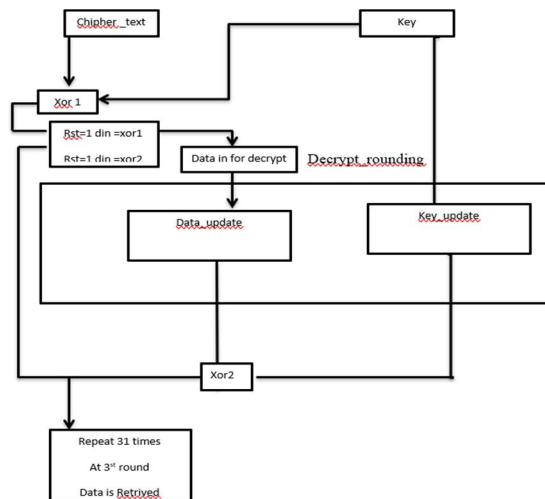 Chipher_text
Key
Xor 1
Rst=1 din =xor1
Rst=1 din =xor2
Data in for decrypt
Decrypt_rounding
Data_update
Key_update
Xor2
Repeat 31 times
At 3st round
Data is Retrived